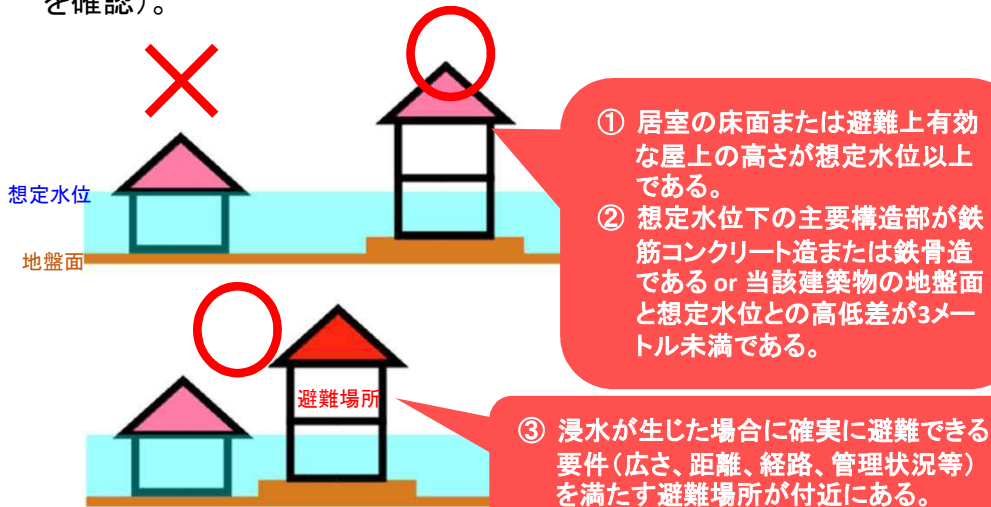 を確認）。
① 居室の床面または避難上有効
な屋上の高さが想定水位以上
である。
② 想定水位下の主要構造部が鉄
筋コンクリート造または鉄骨造
である or 当該建築物の地盤面
と想定水位との高低差が3メー
トル未満である。
想定水位
地盤面
避難場所
③ 浸水が生じた場合に確実に避難できる
要件（広さ、距離、経路、管理状況等）
を満たす避難場所が付近にある。